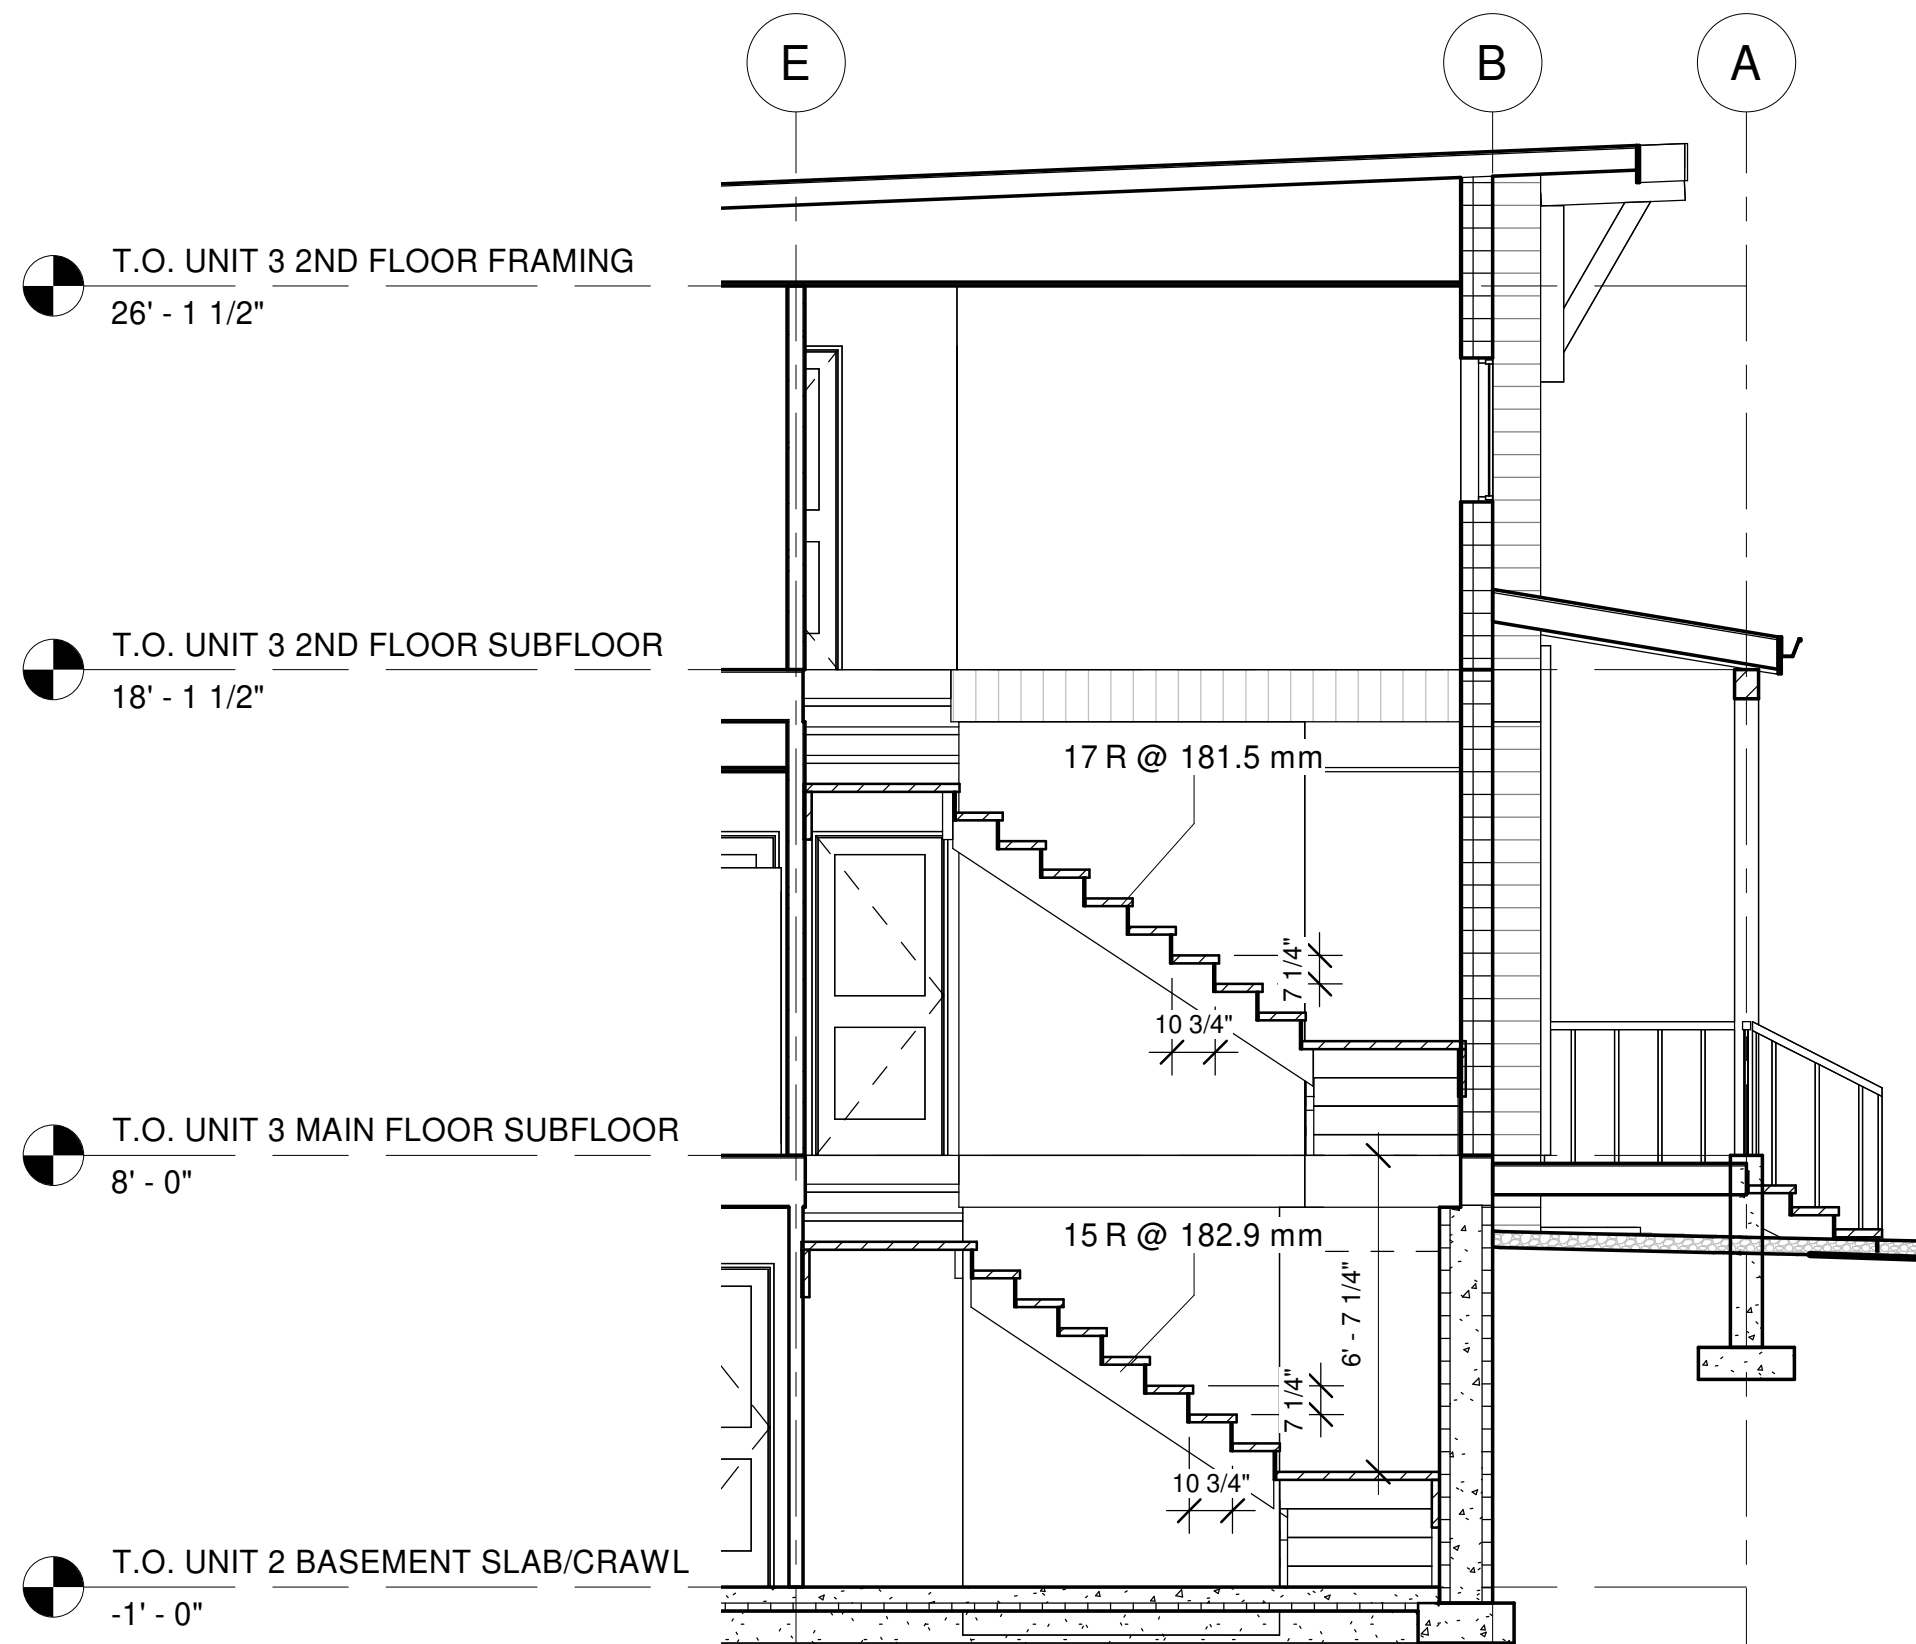 E
B
A
T.O. UNIT 3 2ND FLOOR FRAMING
26' - 1 1/2"
T.O. UNIT 3 2ND FLOOR SUBFLOOR
18' - 1 1/2"
17 R @ 181.5 mm
7 1/4"
10 3/4"
T.O. UNIT 3 MAIN FLOOR SUBFLOOR
8' - 0"
15 R @ 182.9 mm
6' - 7 1/4"
7 1/4"
10 3/4"
T.O. UNIT 2 BASEMENT SLAB/CRAWL
-1' - 0"